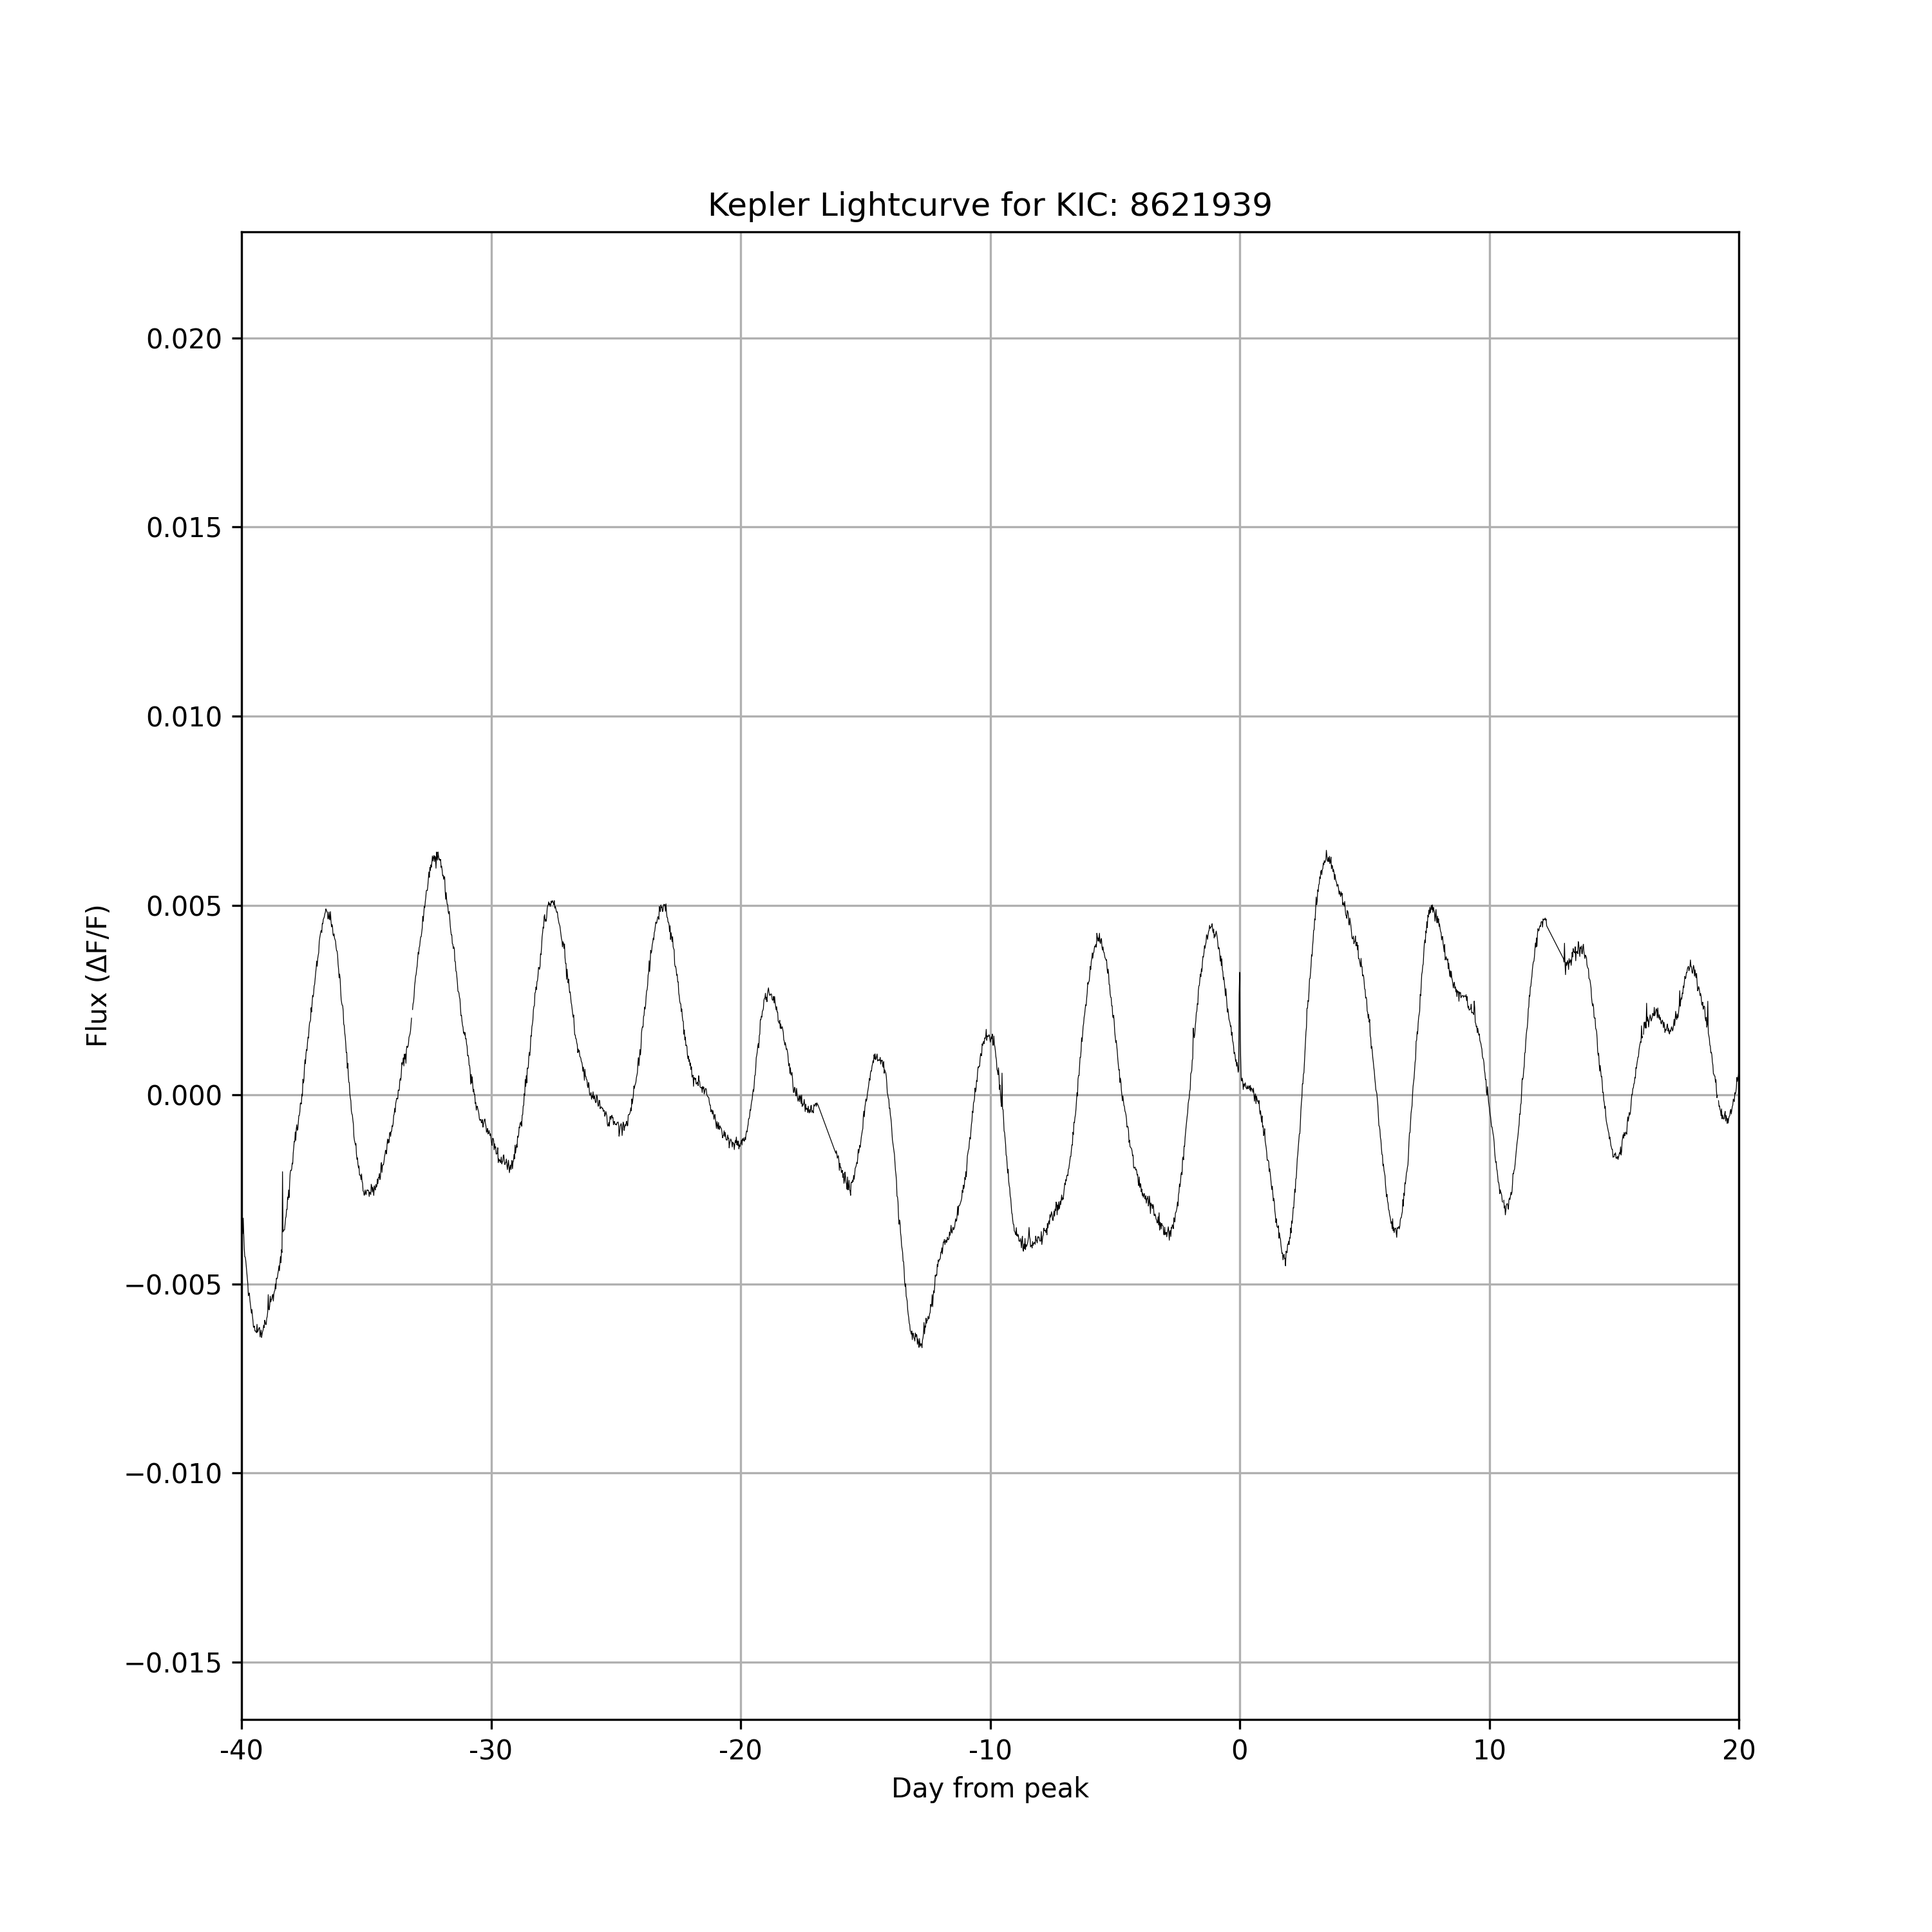 Kepler Lightcurve for KIC: 8621939
Flux (ΔF/F)
0.020
0.015
0.010
0.005
0.000
−0.005
−0.010
−0.015
-40 -30 -20 -10 0 10 20
Day from peak